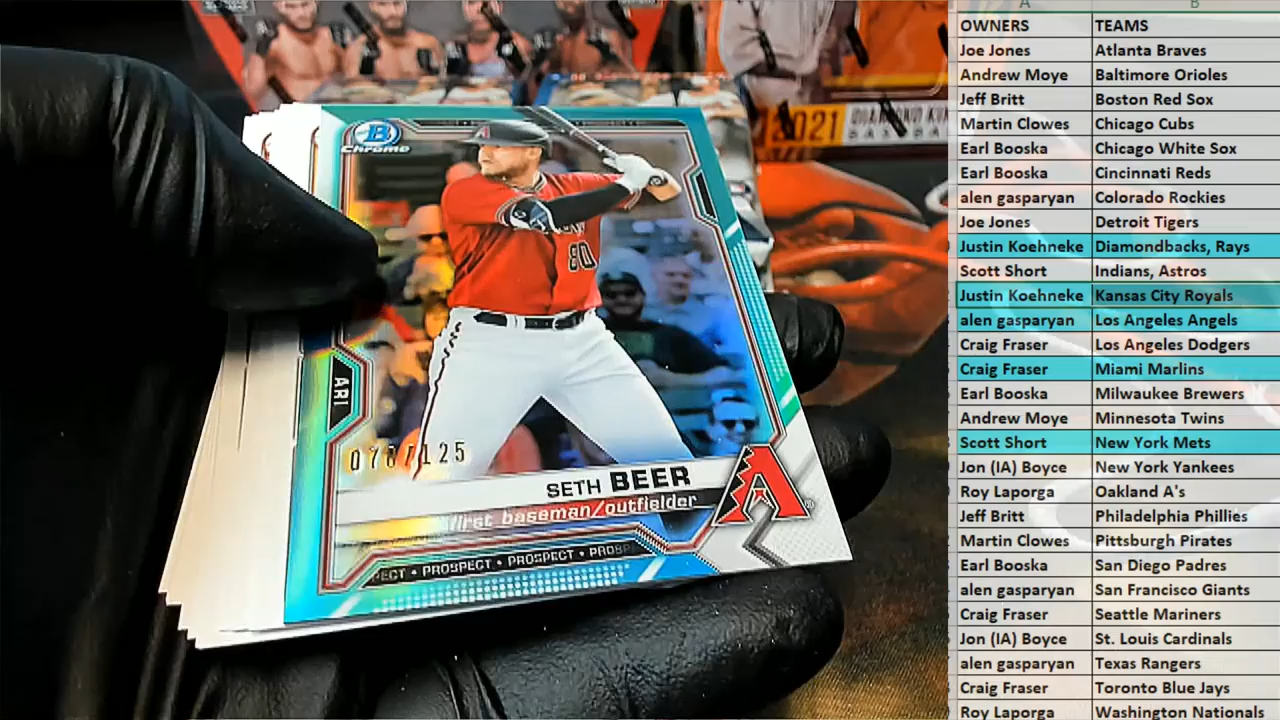 2021
B
Chrome
80
ARI
/125
SETH BEER
first baseman/outfielder
PROSPECT • PROSPECT •
A B
OWNERS TEAMS
Joe Jones Atlanta Braves
Andrew Moye Baltimore Orioles
Jeff Britt Boston Red Sox
Martin Clowes Chicago Cubs
Earl Booska Chicago White Sox
Earl Booska Cincinnati Reds
alen gasparyan Colorado Rockies
Joe Jones Detroit Tigers
Justin Koehneke Diamondbacks, Rays
Scott Short Indians, Astros
Justin Koehneke Kansas City Royals
alen gasparyan Los Angeles Angels
Craig Fraser Los Angeles Dodgers
Craig Fraser Miami Marlins
Earl Booska Milwaukee Brewers
Andrew Moye Minnesota Twins
Scott Short New York Mets
Jon (IA) Boyce New York Yankees
Roy Laporga Oakland A's
Jeff Britt Philadelphia Phillies
Martin Clowes Pittsburgh Pirates
Earl Booska San Diego Padres
alen gasparyan San Francisco Giants
Craig Fraser Seattle Mariners
Jon (IA) Boyce St. Louis Cardinals
alen gasparyan Texas Rangers
Craig Fraser Toronto Blue Jays
Roy Laporga Washington Nationals